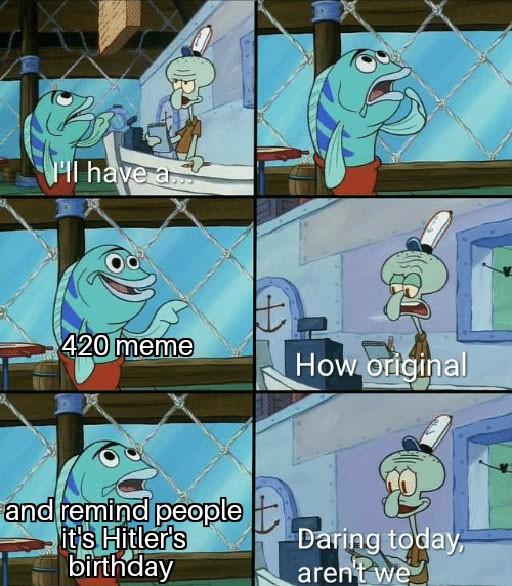 I'll have a...
420 meme
How original
and remind people
it's Hitler's
birthday
Daring today,
aren't we